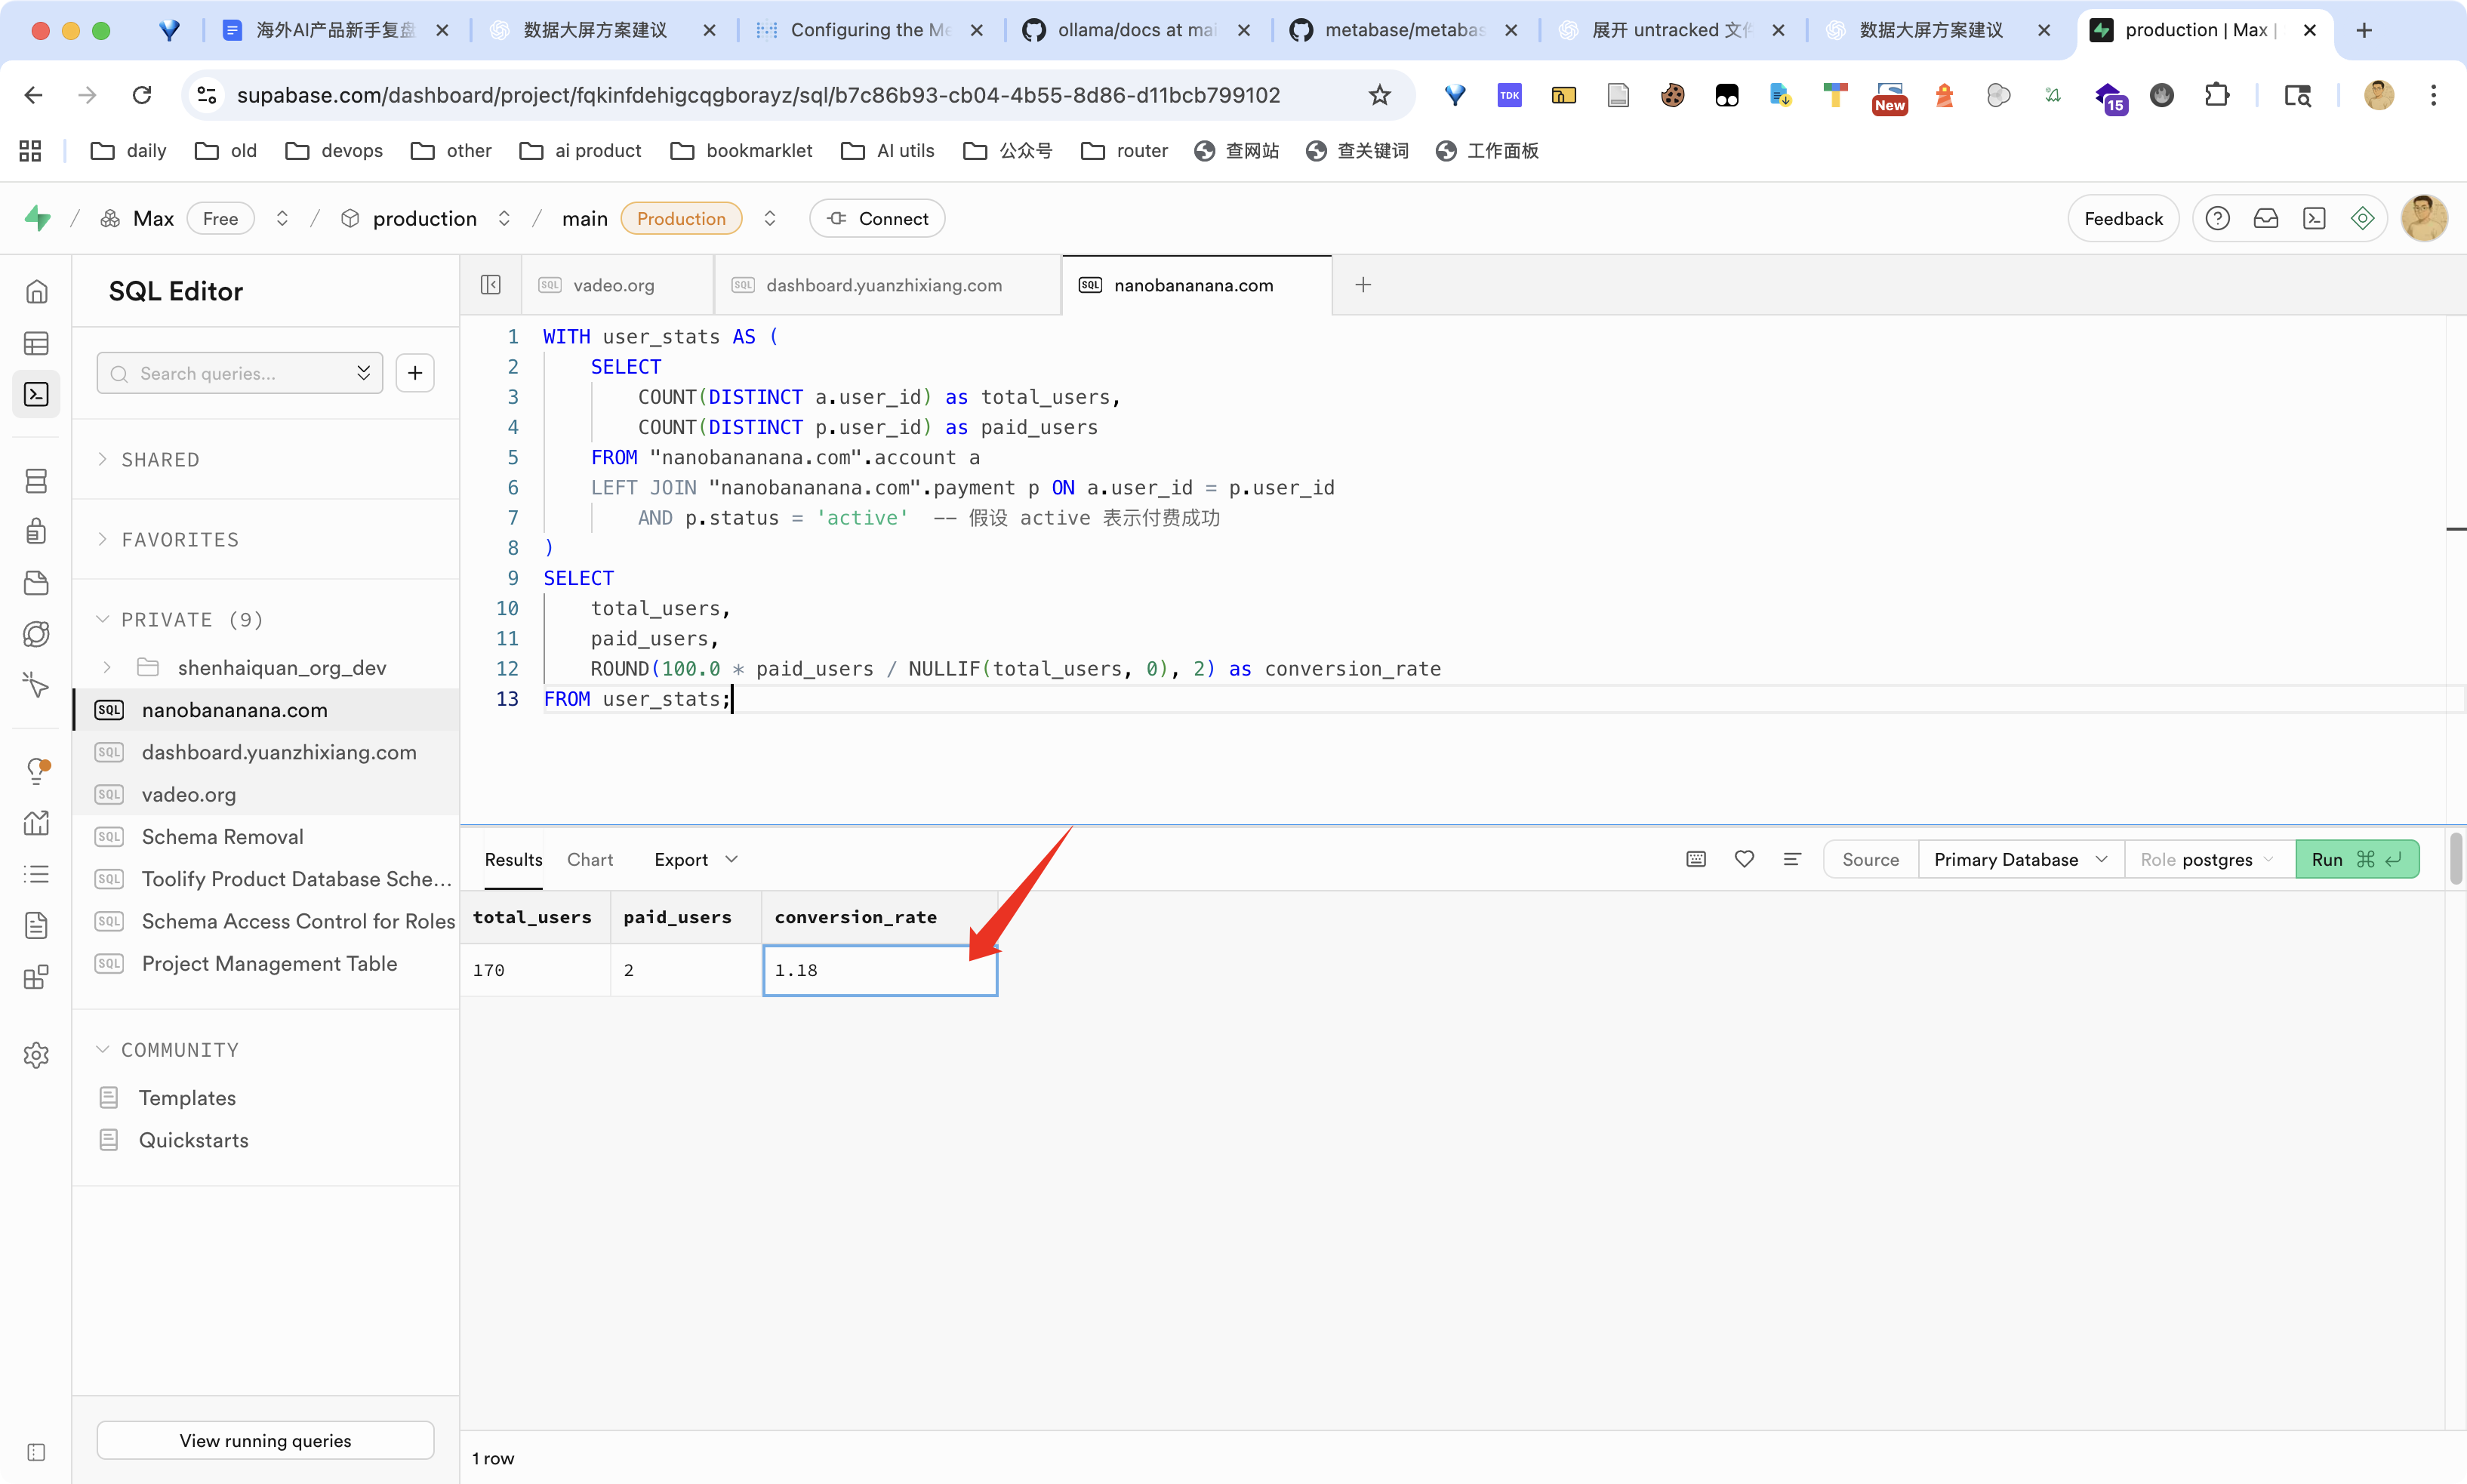 海外AI产品新手复盘
数据大屏方案建议
Configuring the Me
ollama/docs at mai
metabase/metabas
展开 untracked 文件
数据大屏方案建议
production | Max |
supabase.com/dashboard/project/fqkinfdehigcqgborayz/sql/b7c86b93-cb04-4b55-8d86-d11bcb799102
TDK
New
15
daily
old
devops
other
ai product
bookmarklet
AI utils
公众号
router
查网站
查关键词
工作面板
/ Max Free / production / main Production Connect
Feedback
SQL Editor
Search queries...
SHARED
FAVORITES
PRIVATE (9)
shenhaiquan_org_dev
SQL nanobananana.com
SQL dashboard.yuanzhixiang.com
SQL vadeo.org
SQL Schema Removal
SQL Toolify Product Database Sche...
SQL Schema Access Control for Roles
SQL Project Management Table
COMMUNITY
Templates
Quickstarts
View running queries
SQL vadeo.org
SQL dashboard.yuanzhixiang.com
SQL nanobananana.com
1 WITH user_stats AS (
2 SELECT
3 COUNT(DISTINCT a.user_id) as total_users,
4 COUNT(DISTINCT p.user_id) as paid_users
5 FROM "nanobananana.com".account a
6 LEFT JOIN "nanobananana.com".payment p ON a.user_id = p.user_id
7 AND p.status = 'active' -- 假设 active 表示付费成功
8 )
9 SELECT
10 total_users,
11 paid_users,
12 ROUND(100.0 * paid_users / NULLIF(total_users, 0), 2) as conversion_rate
13 FROM user_stats;
Results Chart Export
Source Primary Database Role postgres Run ⌘
total_users paid_users conversion_rate
170 2 1.18
1 row